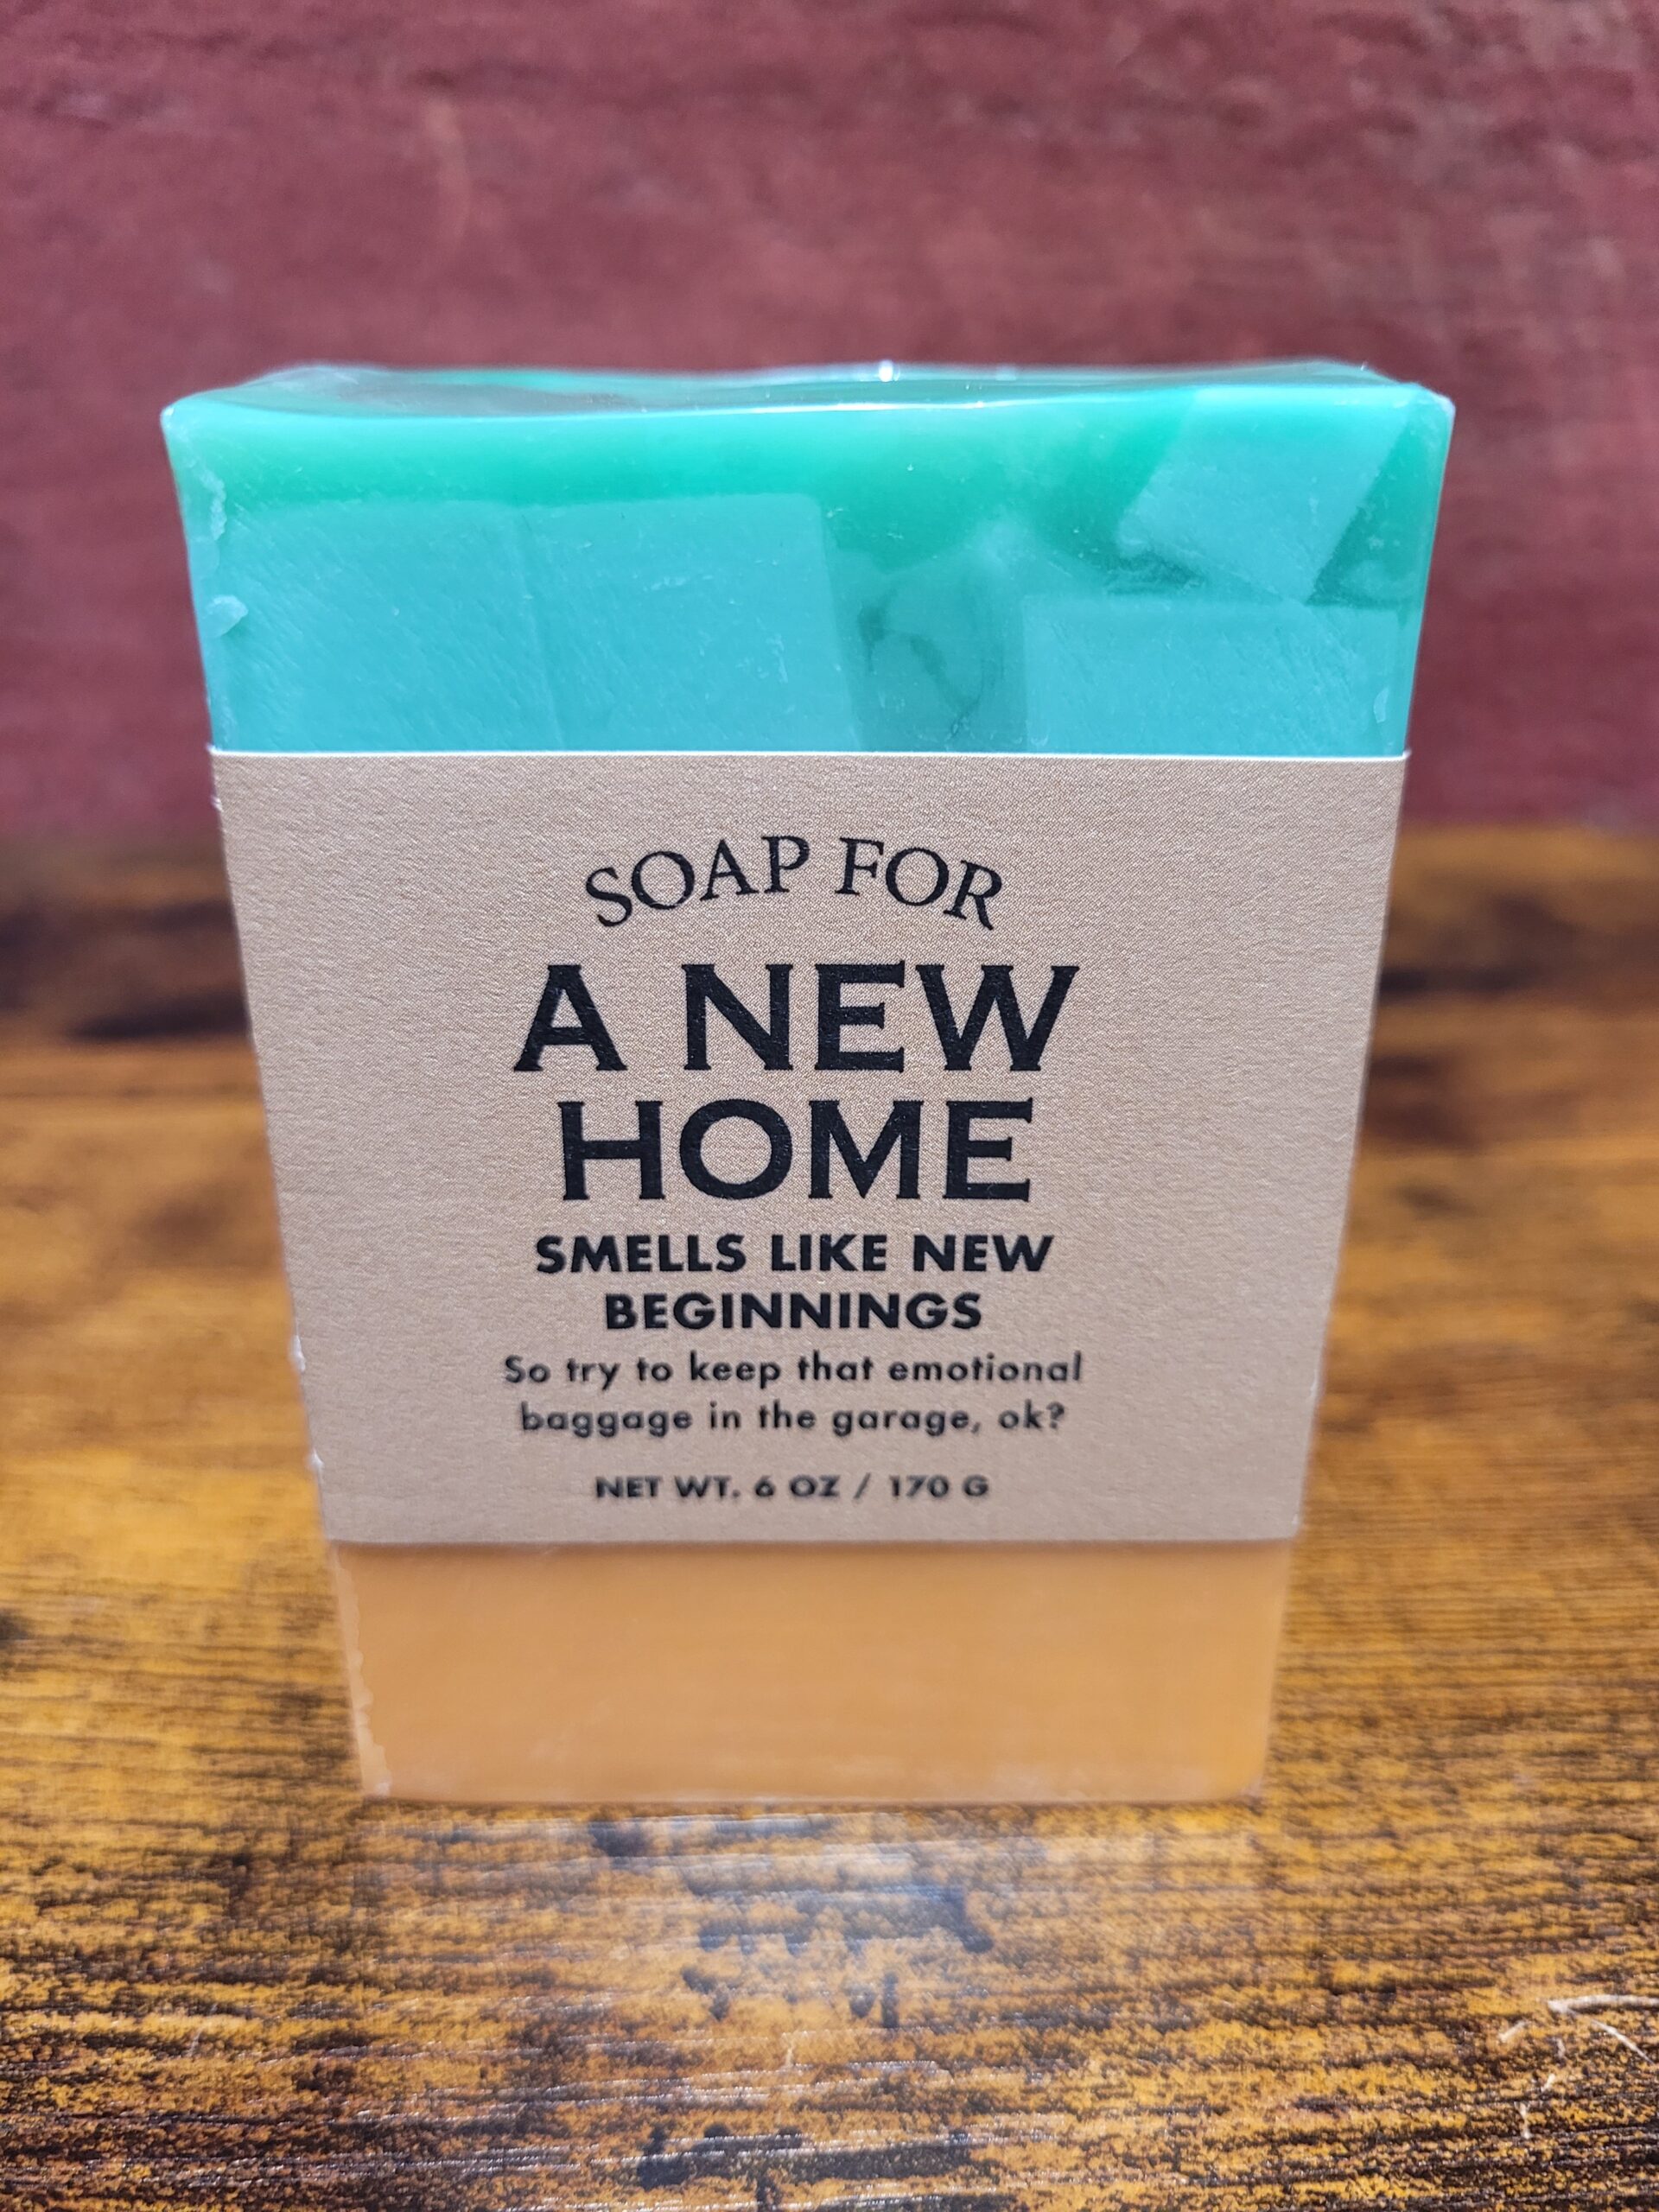 SOAP FOR
A NEW
HOME
SMELLS LIKE NEW
BEGINNINGS
So try to keep that emotional
baggage in the garage, ok?
NET WT. 6 OZ / 170 G